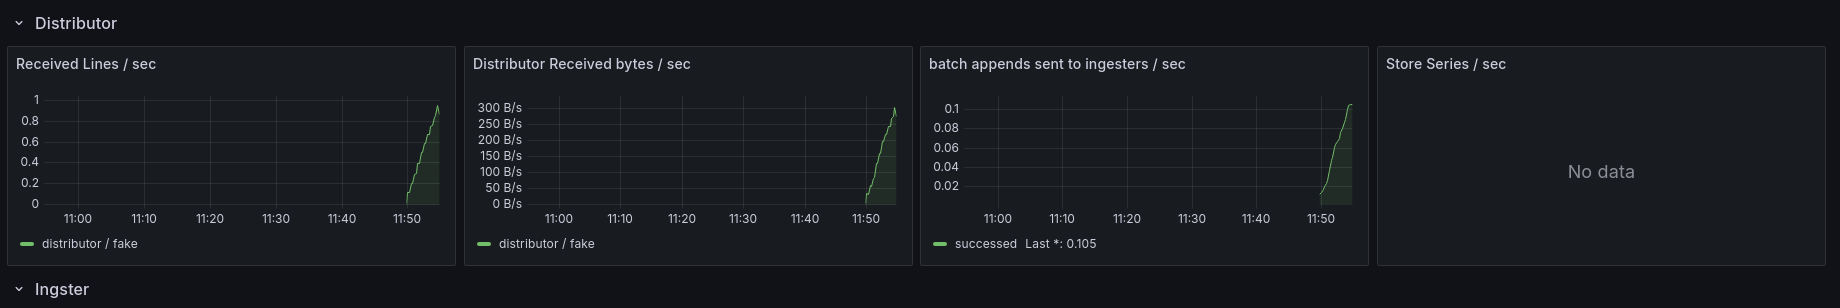 Distributor
Received Lines / sec
1
0.8
0.6
0.4
0.2
0
11:00 11:10 11:20 11:30 11:40 11:50
distributor / fake
Distributor Received bytes / sec
300 B/s
250 B/s
200 B/s
150 B/s
100 B/s
50 B/s
0 B/s
11:00 11:10 11:20 11:30 11:40 11:50
distributor / fake
batch appends sent to ingesters / sec
0.1
0.08
0.06
0.04
0.02
11:00 11:10 11:20 11:30 11:40 11:50
successed Last *: 0.105
Store Series / sec
No data
Ingster